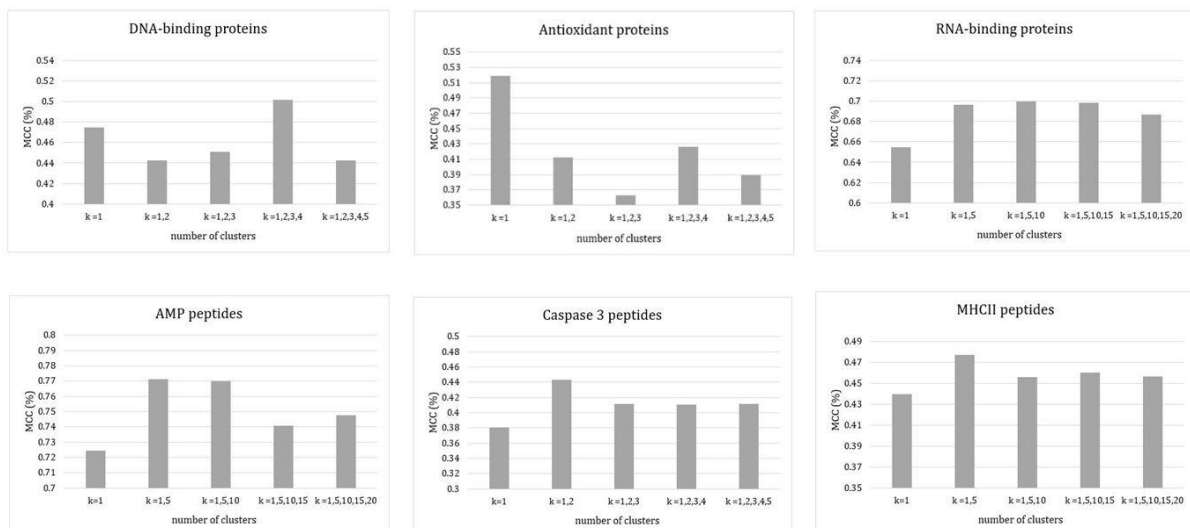 DNA-binding proteins
MCC (%)
0.54
0.52
0.5
0.48
0.46
0.44
0.42
0.4
k =1
k =1,2
k =1,2,3
k =1,2,3,4
k =1,2,3,4,5
number of clusters
Antioxidant proteins
MCC (%)
0.55
0.53
0.51
0.49
0.47
0.45
0.43
0.41
0.39
0.37
0.35
k =1
k =1,2
k =1,2,3
k =1,2,3,4
k =1,2,3,4,5
number of clusters
RNA-binding proteins
MCC (%)
0.74
0.72
0.7
0.68
0.66
0.64
0.62
0.6
k =1
k =1,5
k =1,5,10
k =1,5,10,15
k =1,5,10,15,20
number of clusters
AMP peptides
MCC (%)
0.8
0.79
0.78
0.77
0.76
0.75
0.74
0.73
0.72
0.71
0.7
k=1
k =1,5
k =1,5,10
k =1,5,10,15
k =1,5,10,15,20
number of clusters
Caspase 3 peptides
MCC (%)
0.5
0.48
0.46
0.44
0.42
0.4
0.38
0.36
0.34
0.32
0.3
k =1
k =1,2
k =1,2,3
k =1,2,3,4
k =1,2,3,4,5
number of clusters
MHCII peptides
MCC (%)
0.49
0.47
0.45
0.43
0.41
0.39
0.37
0.35
k =1
k =1,5
k =1,5,10
k =1,5,10,15
k =1,5,10,15,20
number of clusters